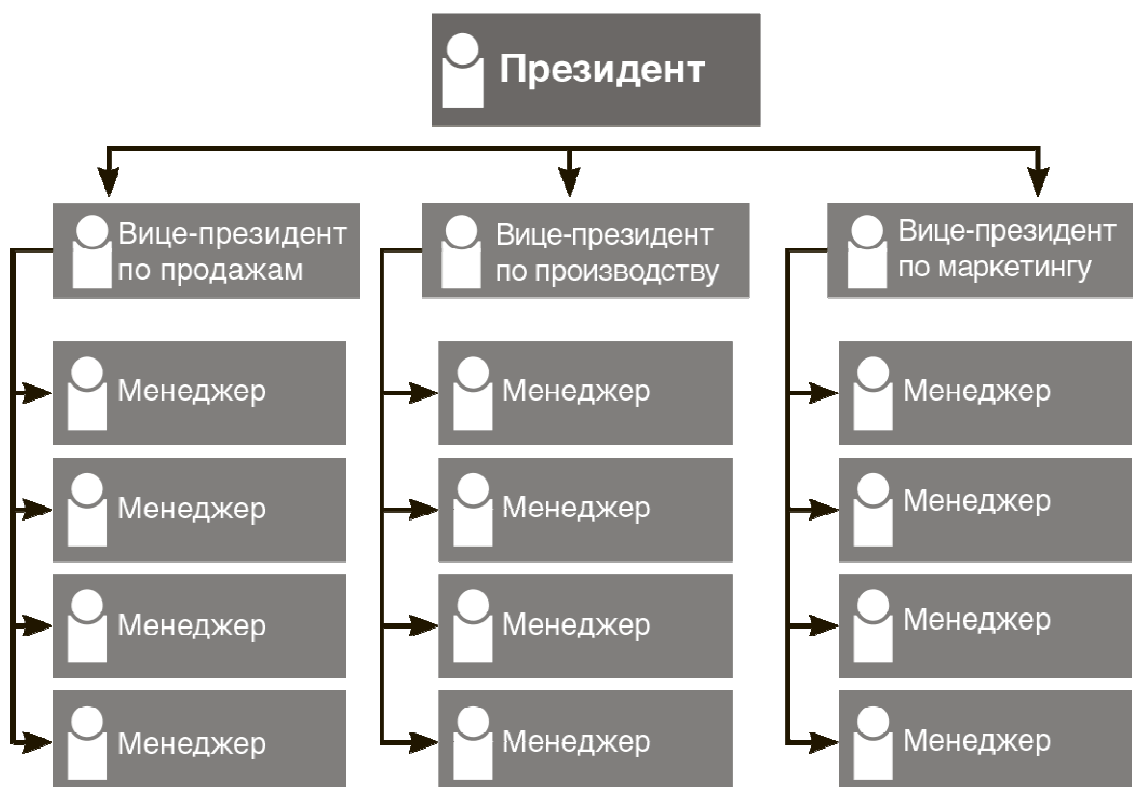 Президент
Вице-президент
по продажам
Вице-президент
по производству
Вице-президент
по маркетингу
Менеджер
Менеджер
Менеджер
Менеджер
Менеджер
Менеджер
Менеджер
Менеджер
Менеджер
Менеджер
Менеджер
Менеджер